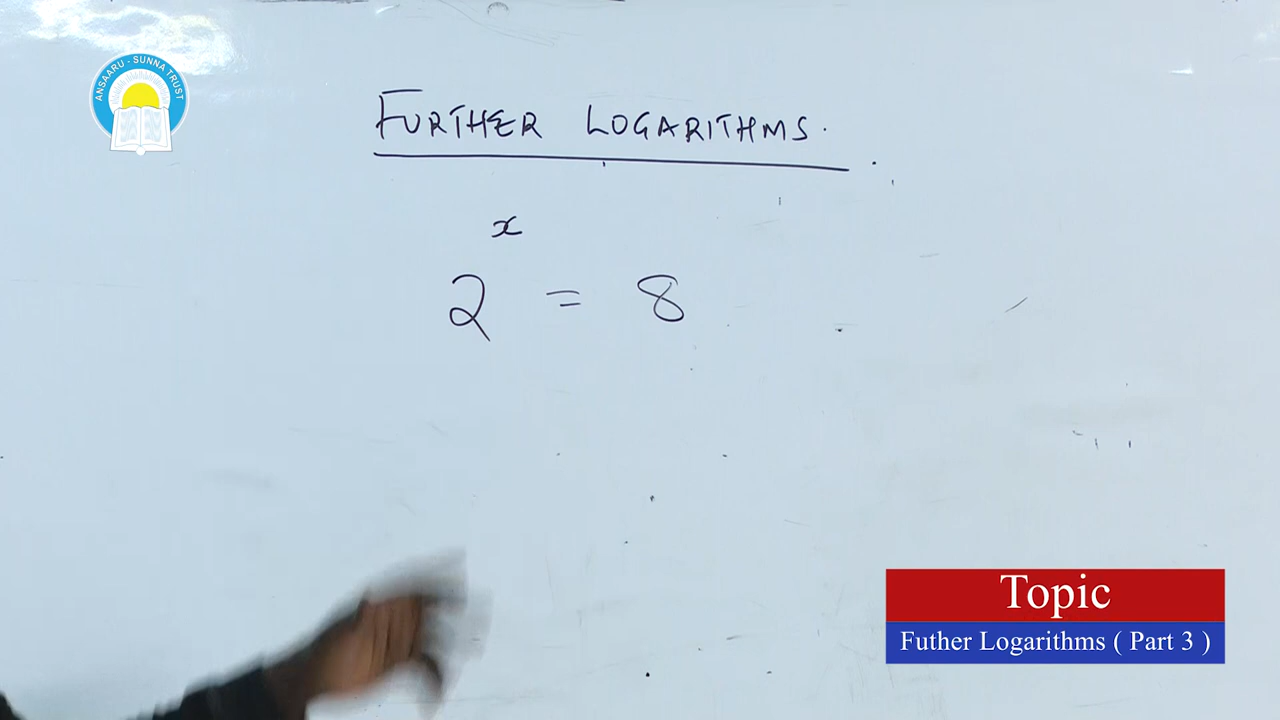 ANSAARU - SUNNA TRUST
FURTHER LOGARITHMS.
x
2 = 8
Topic
Futher Logarithms ( Part 3 )